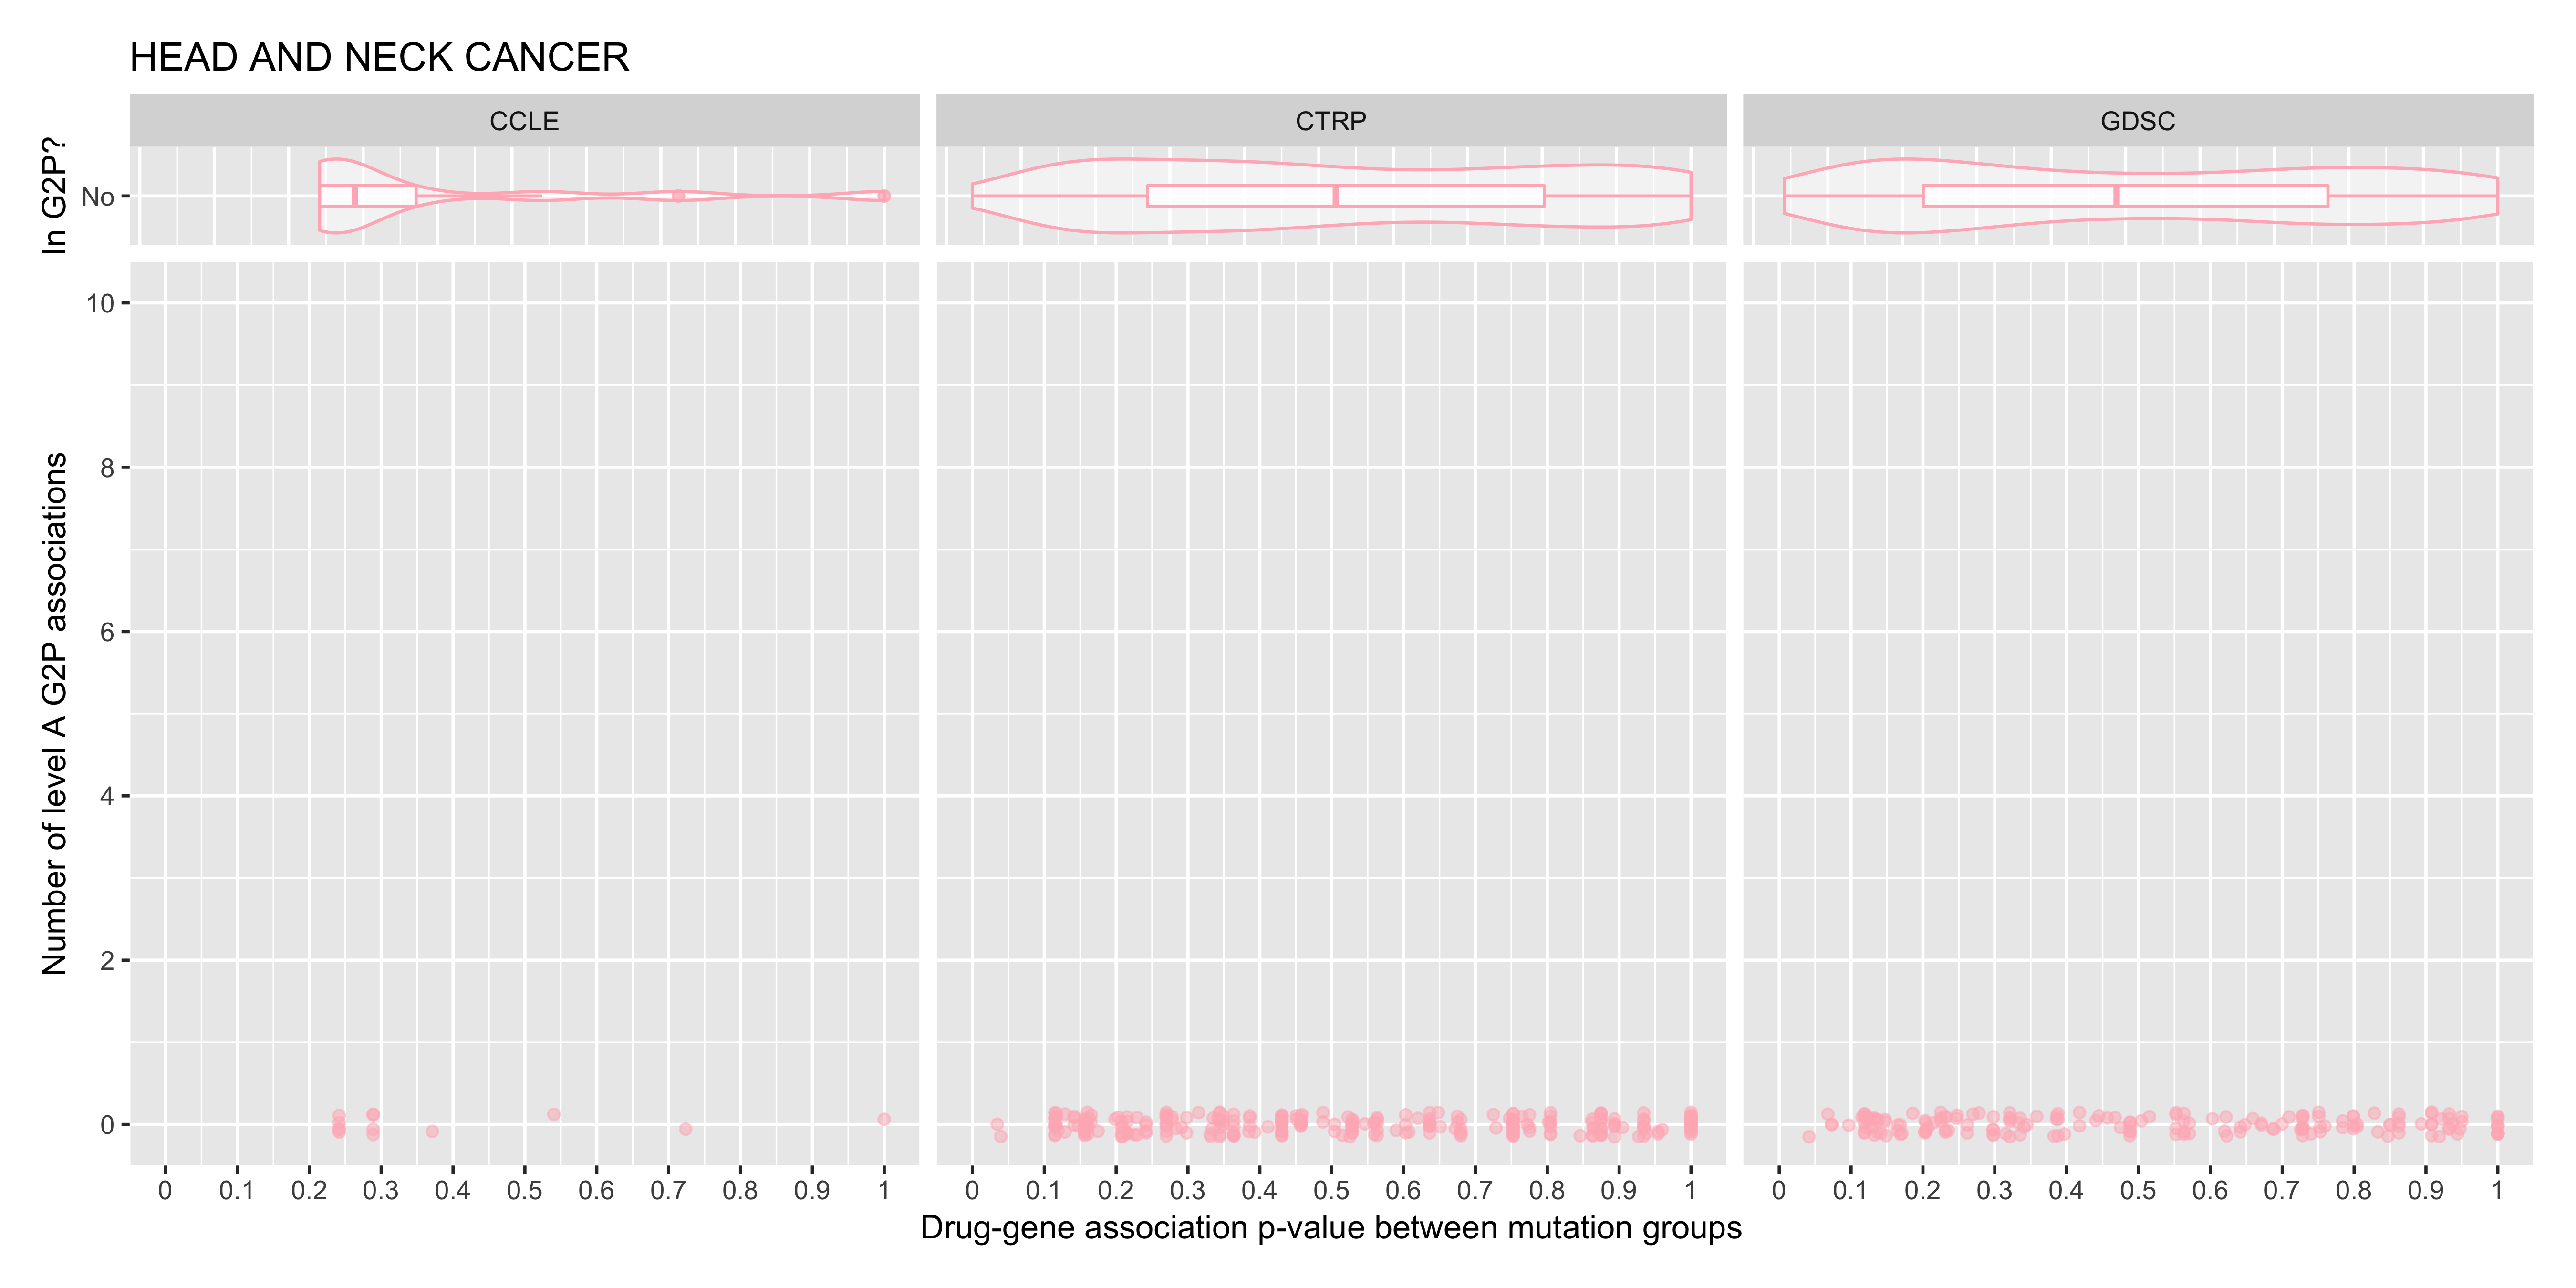 HEAD AND NECK CANCER
CCLE CTRP GDSC
In G2P?
No
Number of level A G2P associations
10
8
6
4
2
0
0 0.1 0.2 0.3 0.4 0.5 0.6 0.7 0.8 0.9 1 0 0.1 0.2 0.3 0.4 0.5 0.6 0.7 0.8 0.9 1 0 0.1 0.2 0.3 0.4 0.5 0.6 0.7 0.8 0.9 1
Drug-gene association p-value between mutation groups